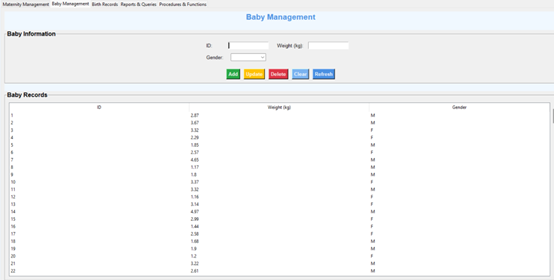 Maternity Management Baby Management Birth Records Reports & Queries Procedures & Functions
Baby Management
Baby Information
ID: Weight (kg):
Gender:
Add Update Delete Clear Refresh
Baby Records
ID Weight (kg) Gender
1 2.87 M
2 3.67 M
3 3.32 F
4 2.29 F
5 1.85 M
6 2.57 F
7 4.65 M
8 1.17 M
9 1.8 M
10 3.37 F
11 3.32 M
12 1.16 F
13 3.14 F
14 4.97 M
15 2.99 F
16 1.44 F
17 2.58 F
18 1.68 M
19 1.9 M
20 1.2 F
21 3.22 M
22 2.61 M